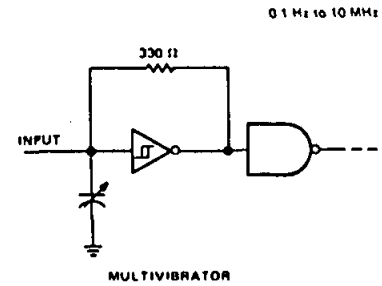 0.1 Hz to 10 MHz
330 Ω
INPUT
MULTIVIBRATOR